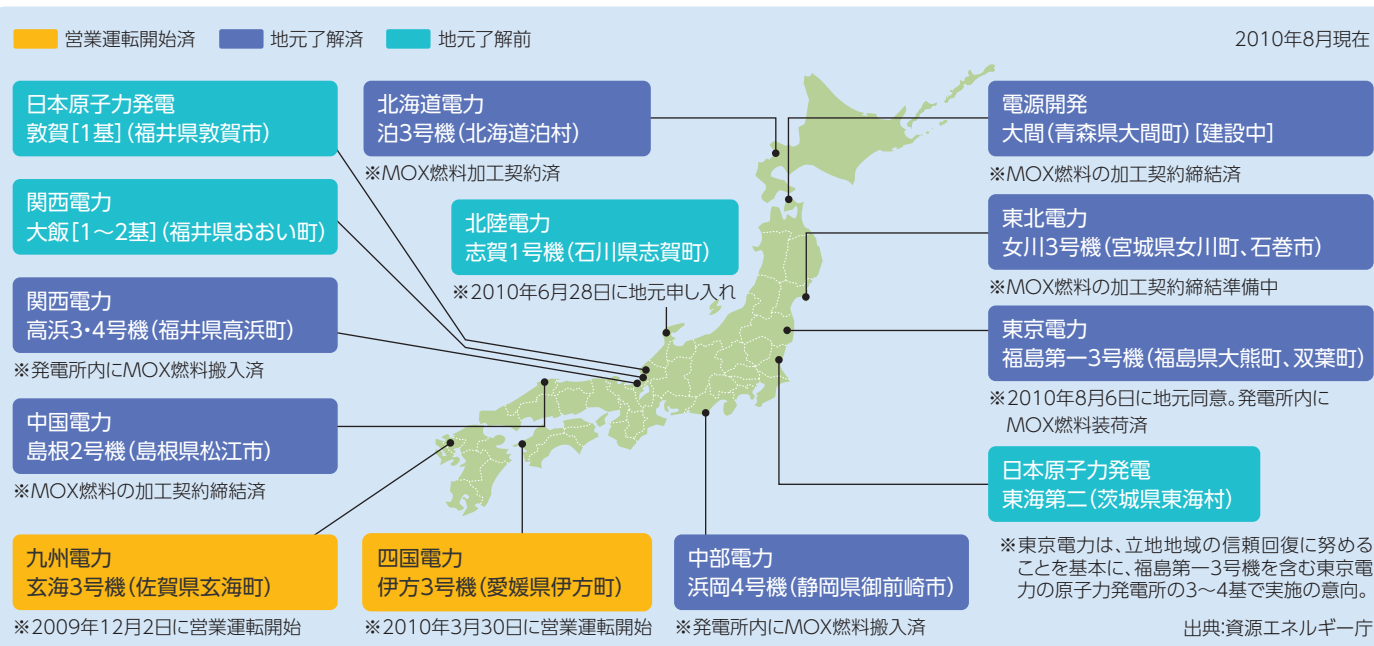 営業運転開始済
地元了解済
地元了解前
2010年8月現在
日本原子力発電
敦賀[1基](福井県敦賀市)
関西電力
大飯[1〜2基](福井県おおい町)
関西電力
高浜3・4号機(福井県高浜町)
※発電所内にMOX燃料搬入済
中国電力
島根2号機(島根県松江市)
※MOX燃料の加工契約締結済
九州電力
玄海3号機(佐賀県玄海町)
※2009年12月2日に営業運転開始
北海道電力
泊3号機(北海道泊村)
※MOX燃料加工契約済
北陸電力
志賀1号機(石川県志賀町)
※2010年6月28日に地元申し入れ
四国電力
伊方3号機(愛媛県伊方町)
※2010年3月30日に営業運転開始
中部電力
浜岡4号機(静岡県御前崎市)
※発電所内にMOX燃料搬入済
電源開発
大間(青森県大間町)[建設中]
※MOX燃料の加工契約締結済
東北電力
女川3号機(宮城県女川町、石巻市)
※MOX燃料の加工契約締結準備中
東京電力
福島第一3号機(福島県大熊町、双葉町)
※2010年8月6日に地元同意。発電所内に
MOX燃料装荷済
日本原子力発電
東海第二(茨城県東海村)
※東京電力は、立地地域の信頼回復に努める
ことを基本に、福島第一3号機を含む東京電
力の原子力発電所の3〜4基で実施の意向。
出典:資源エネルギー庁